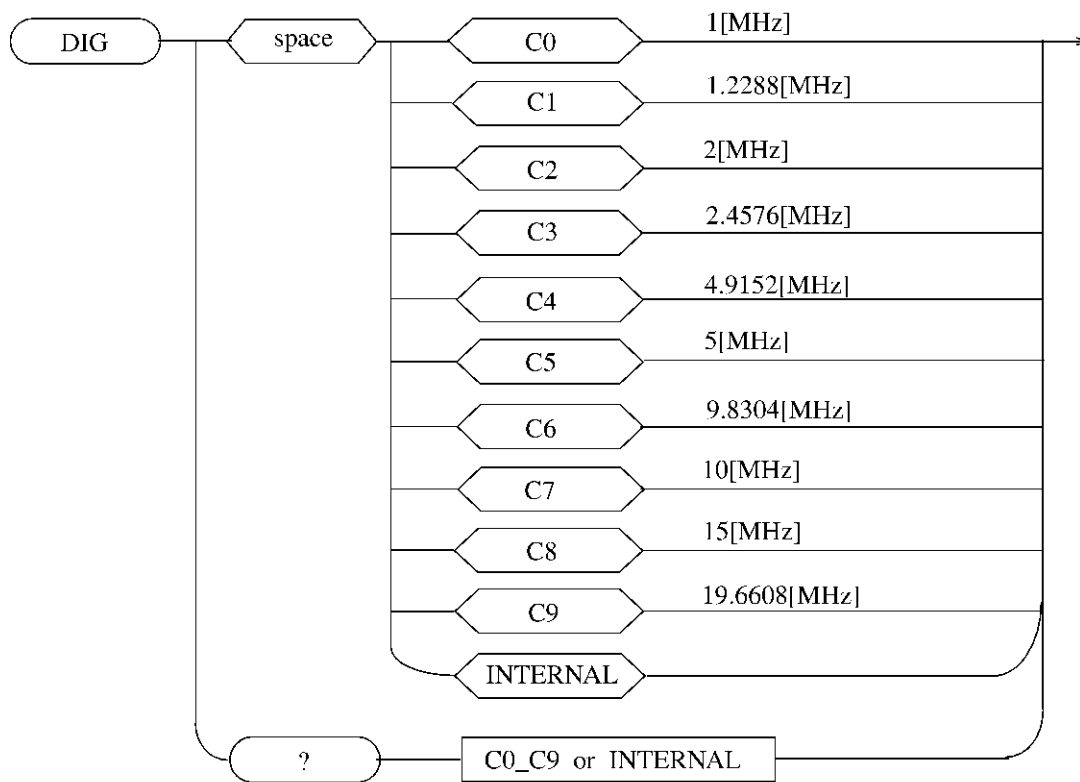 DIG space C0 1[MHz]
C1 1.2288[MHz]
C2 2[MHz]
C3 2.4576[MHz]
C4 4.9152[MHz]
C5 5[MHz]
C6 9.8304[MHz]
C7 10[MHz]
C8 15[MHz]
C9 19.6608[MHz]
INTERNAL
? C0_C9 or INTERNAL